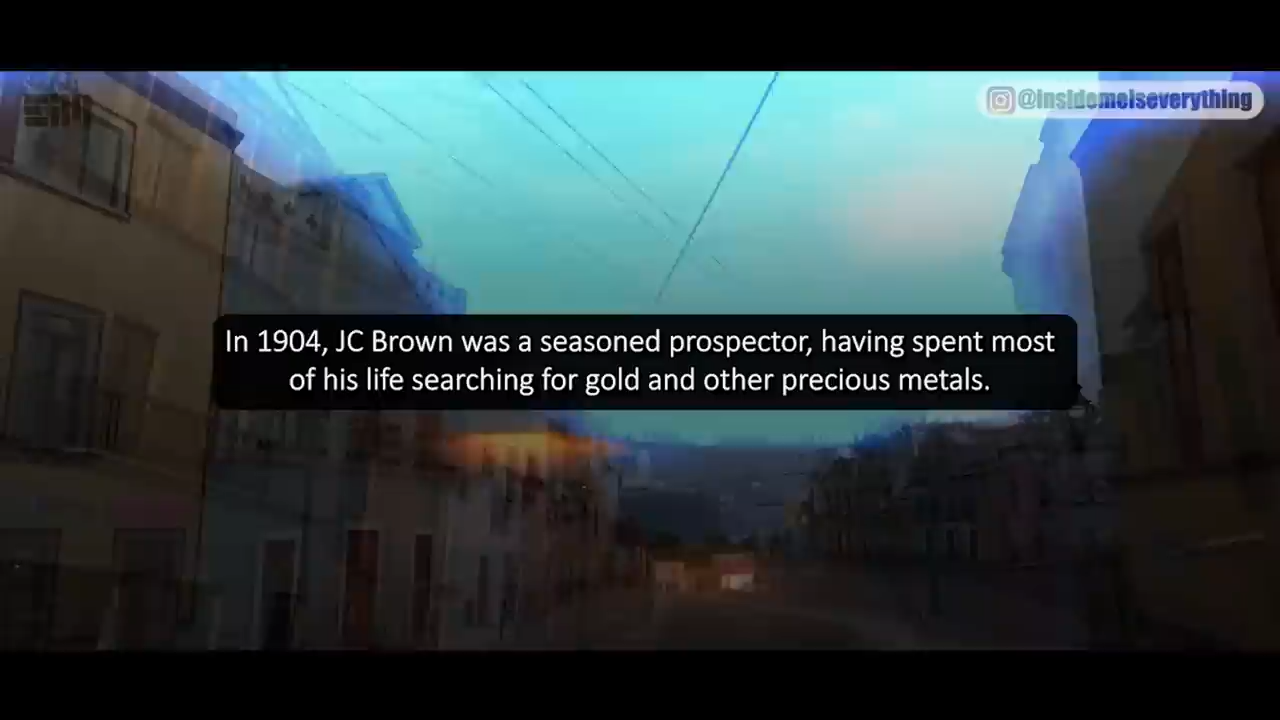 @insidemeiseverything
In 1904, JC Brown was a seasoned prospector, having spent most
of his life searching for gold and other precious metals.